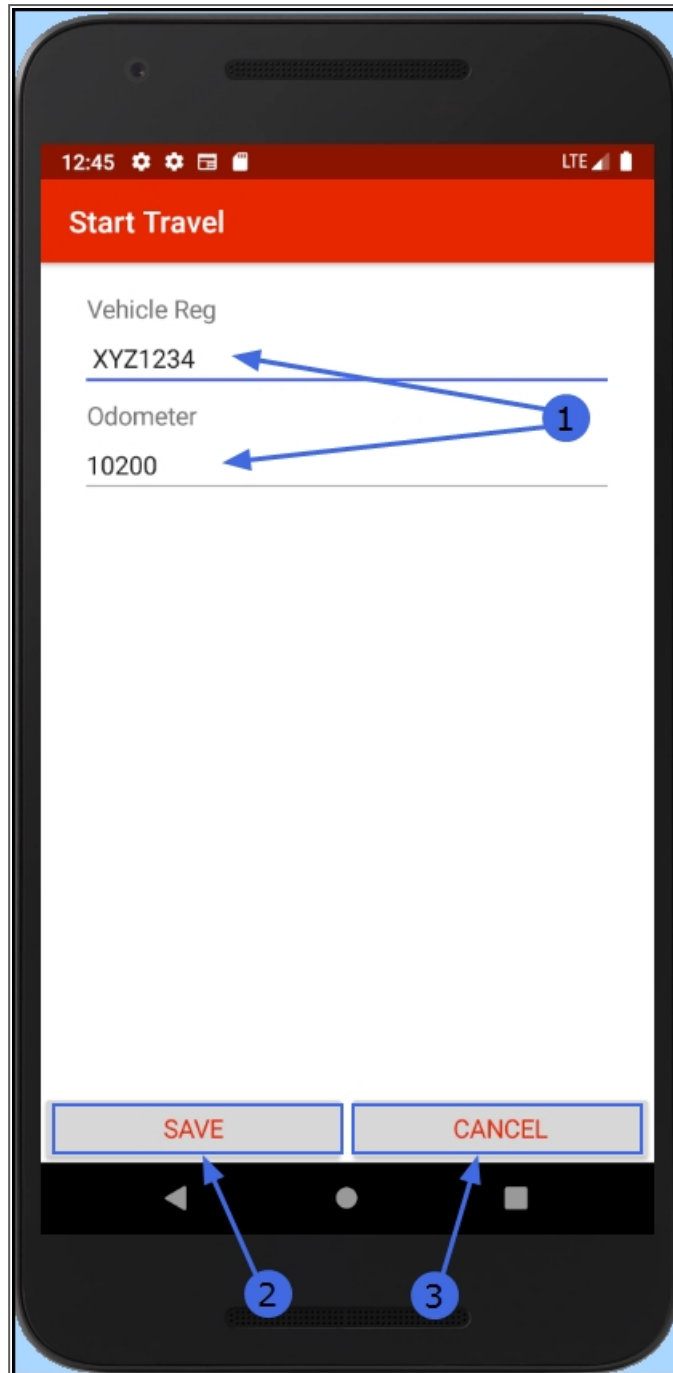 12:45 LTE
Start Travel
Vehicle Reg
XYZ1234
1
Odometer
10200
SAVE CANCEL
2 3